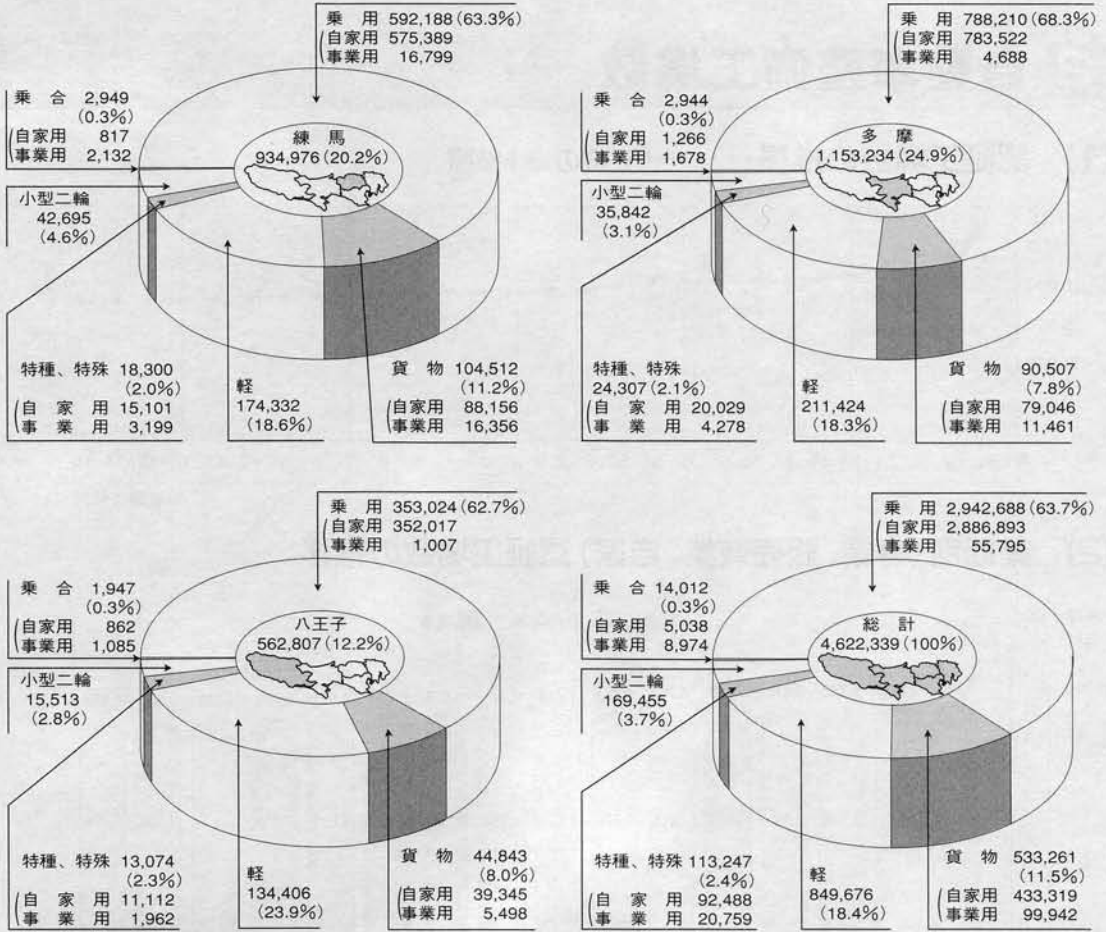 乗 用 592,188(63.3%)
(自家用 575,389
事業用 16,799
乗 合 2,949
(0.3%)
(自家用 817
事業用 2,132
練 馬
934,976(20.2%)
小型二輪
42,695
(4.6%)
特種、特殊 18,300
(2.0%)
(自 家 用 15,101
事 業 用 3,199
軽
174,332
(18.6%)
貨 物 104,512
(11.2%)
(自家用 88,156
事業用 16,356
乗 用 788,210(68.3%)
(自家用 783,522
事業用 4,688
乗 合 2,944
(0.3%)
(自家用 1,266
事業用 1,678
多 摩
1,153,234(24.9%)
小型二輪
35,842
(3.1%)
特種、特殊
24,307(2.1%)
(自 家 用 20,029
事 業 用 4,278
軽
211,424
(18.3%)
貨 物 90,507
(7.8%)
(自家用 79,046
事業用 11,461
乗 用 353,024(62.7%)
(自家用 352,017
事業用 1,007
乗 合 1,947
(0.3%)
(自家用 862
事業用 1,085
八王子
562,807(12.2%)
小型二輪
15,513
(2.8%)
特種、特殊 13,074
(2.3%)
(自 家 用 11,112
事 業 用 1,962
軽
134,406
(23.9%)
貨 物 44,843
(8.0%)
(自家用 39,345
事業用 5,498
乗 用 2,942,688(63.7%)
(自家用 2,886,893
事業用 55,795
乗 合 14,012
(0.3%)
(自家用 5,038
事業用 8,974
総 計
4,622,339(100%)
小型二輪
169,455
(3.7%)
特種、特殊 113,247
(2.4%)
(自 家 用 92,488
事 業 用 20,759
軽
849,676
(18.4%)
貨 物 533,261
(11.5%)
(自家用 433,319
事業用 99,942